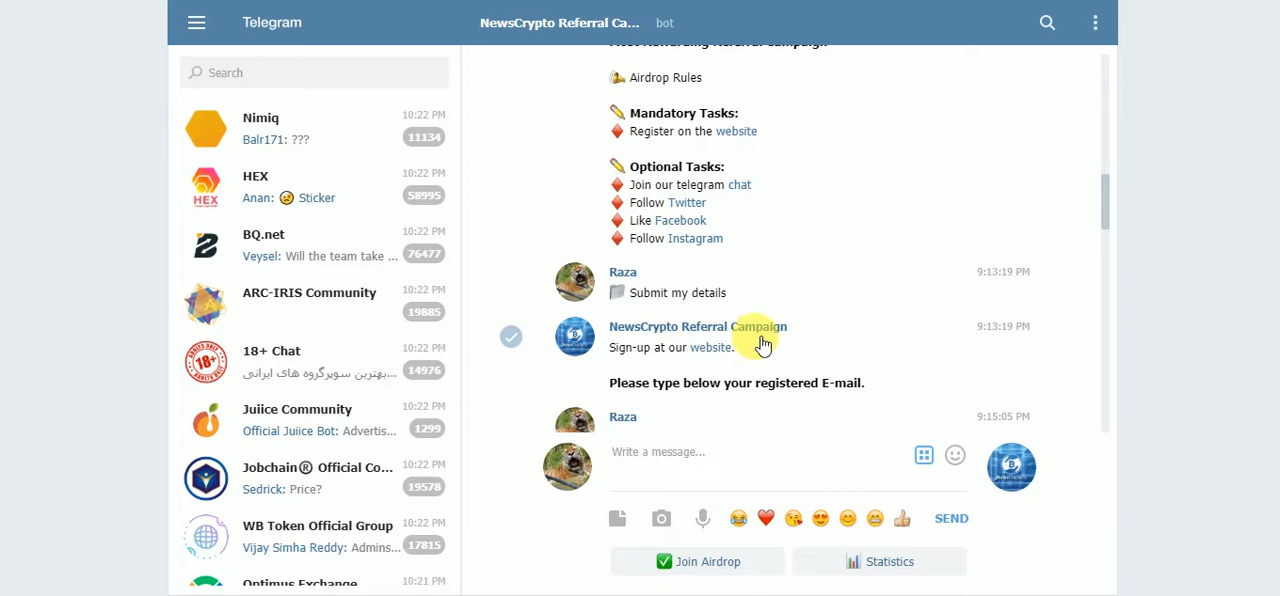 Telegram
NewsCrypto Referral Ca... bot
Search
Nimiq 10:22 PM
Balr171: ??? 11134
HEX 10:22 PM
HEX
Anan: 😥 Sticker 58995
BQ.net 10:22 PM
Veysel: Will the team take ... 76477
ARC-IRIS Community 10:22 PM
19885
18+ Chat 10:22 PM
18+
بهترین سوپرگروه های ایرانی... 14976
Juiice Community 10:22 PM
Official Juiice Bot: Advertis... 1299
Jobchain® Official Co... 10:22 PM
Sedrick: Price? 19578
WB Token Official Group 10:22 PM
Vijay Simha Reddy: Admins... 17815
Optimus Exchange 10:21 PM
Most Rewarding Referral Campaign
Airdrop Rules
✏️ Mandatory Tasks:
♦️ Register on the website
✏️ Optional Tasks:
♦️ Join our telegram chat
♦️ Follow Twitter
♦️ Like Facebook
♦️ Follow Instagram
Raza 9:13:19 PM
📁 Submit my details
NewsCrypto Referral Campaign 9:13:19 PM
Sign-up at our website.
Please type below your registered E-mail.
Raza 9:15:05 PM
Write a message...
😂 ❤️ 😘 😍 😊 😁 👍 SEND
✅ Join Airdrop
📊 Statistics